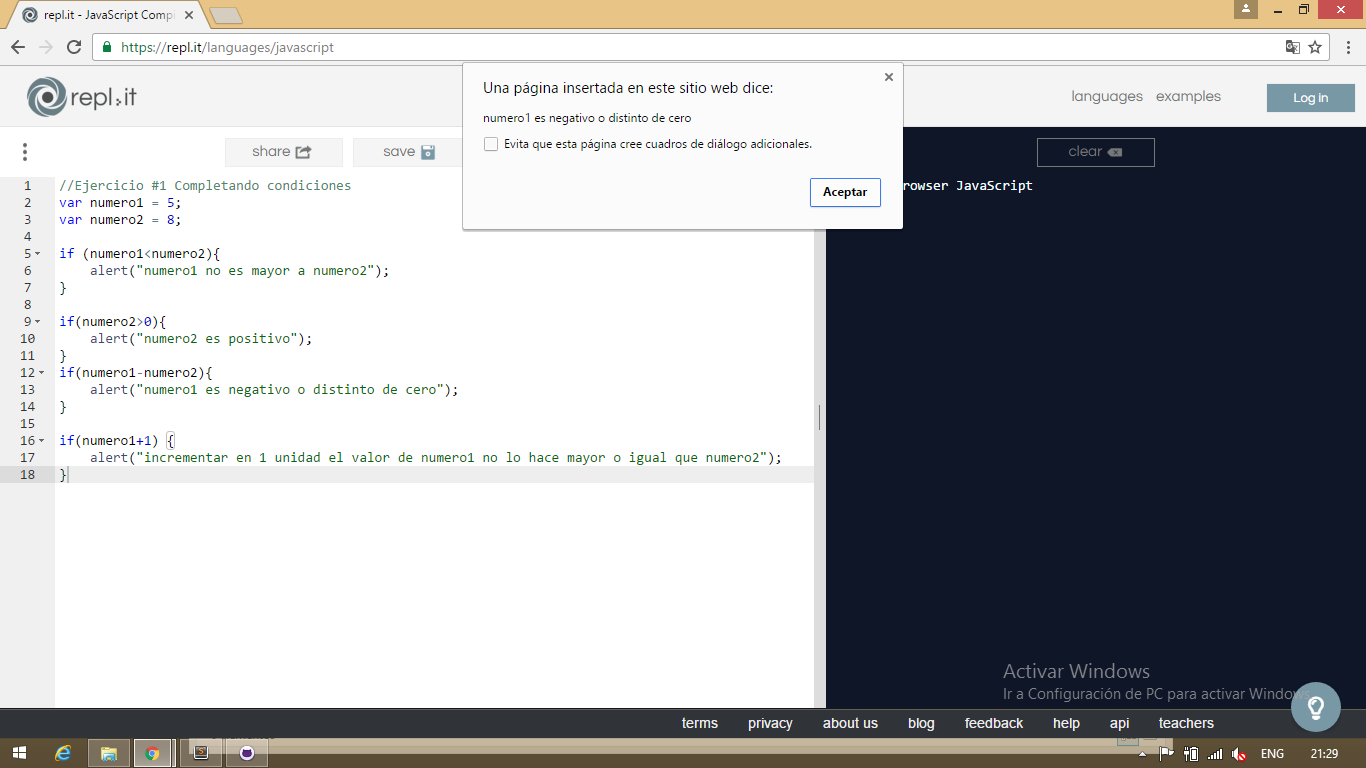 repl.it - JavaScript Comp
https://repl.it/languages/javascript
repl.it
languages examples
Log in
Una página insertada en este sitio web dice:
numero1 es negativo o distinto de cero
Evita que esta página cree cuadros de diálogo adicionales.
Aceptar
share
save
clear
rowser JavaScript
1 //Ejercicio #1 Completando condiciones
2 var numero1 = 5;
3 var numero2 = 8;
4
5 if (numero1<numero2){
6 alert("numero1 no es mayor a numero2");
7 }
8
9 if(numero2>0){
10 alert("numero2 es positivo");
11 }
12 if(numero1-numero2){
13 alert("numero1 es negativo o distinto de cero");
14 }
15
16 if(numero1+1) {
17 alert("incrementar en 1 unidad el valor de numero1 no lo hace mayor o igual que numero2");
18 }
Activar Windows
Ir a Configuración de PC para activar Windows.
terms privacy about us blog feedback help api teachers
ENG 21:29